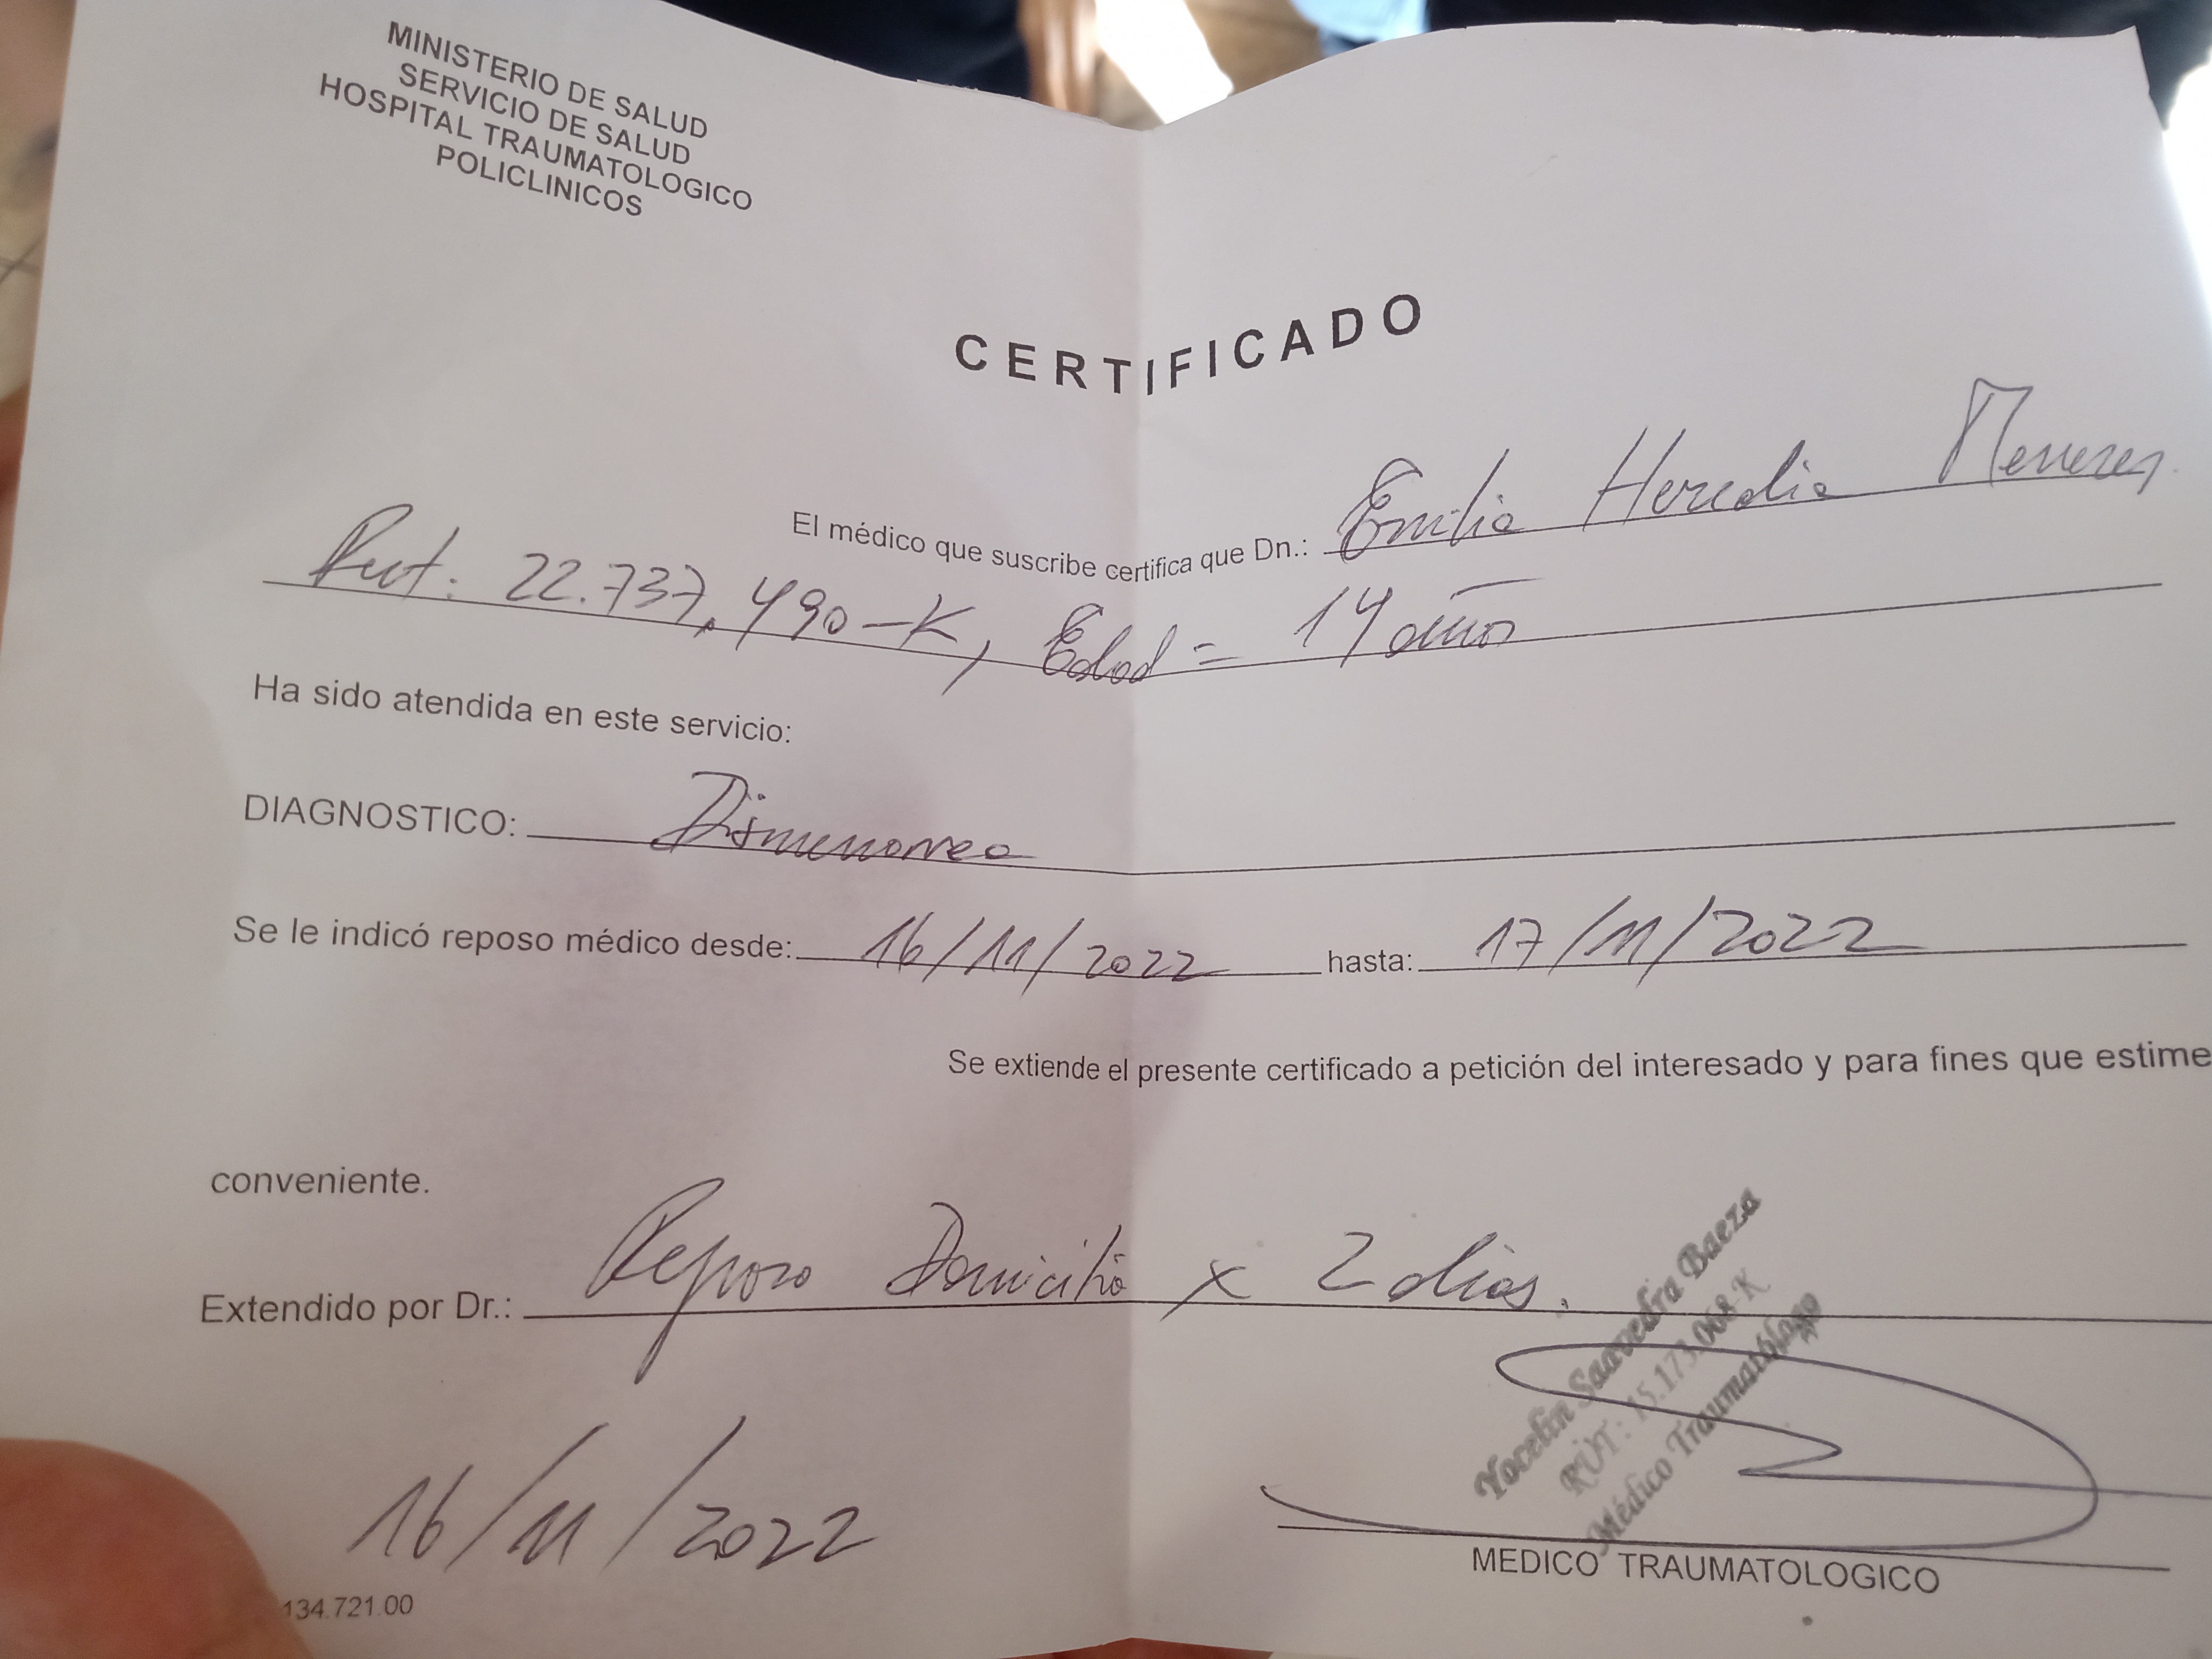 MINISTERIO DE SALUD
SERVICIO DE SALUD
HOSPITAL TRAUMATOLOGICO
POLICLINICOS
CERTIFICADO
El médico que suscribe certifica que Dn.: Emilia Heredia
Rut: 22.737.490-K, Edad = 14 años
Ha sido atendida en este servicio:
DIAGNOSTICO: Dismenorrea
Se le indicó reposo médico desde: 16/11/2022 hasta: 17/11/2022
Se extiende el presente certificado a petición del interesado y para fines que estime
conveniente.
Extendido por Dr.: Reposo Domicilio x 2 dias.
Yocelin Saavedra Baeza
RUT: 15.173.068-K
Médico Traumatólogo
16/11/2022
MEDICO TRAUMATOLOGICO
134.721.00